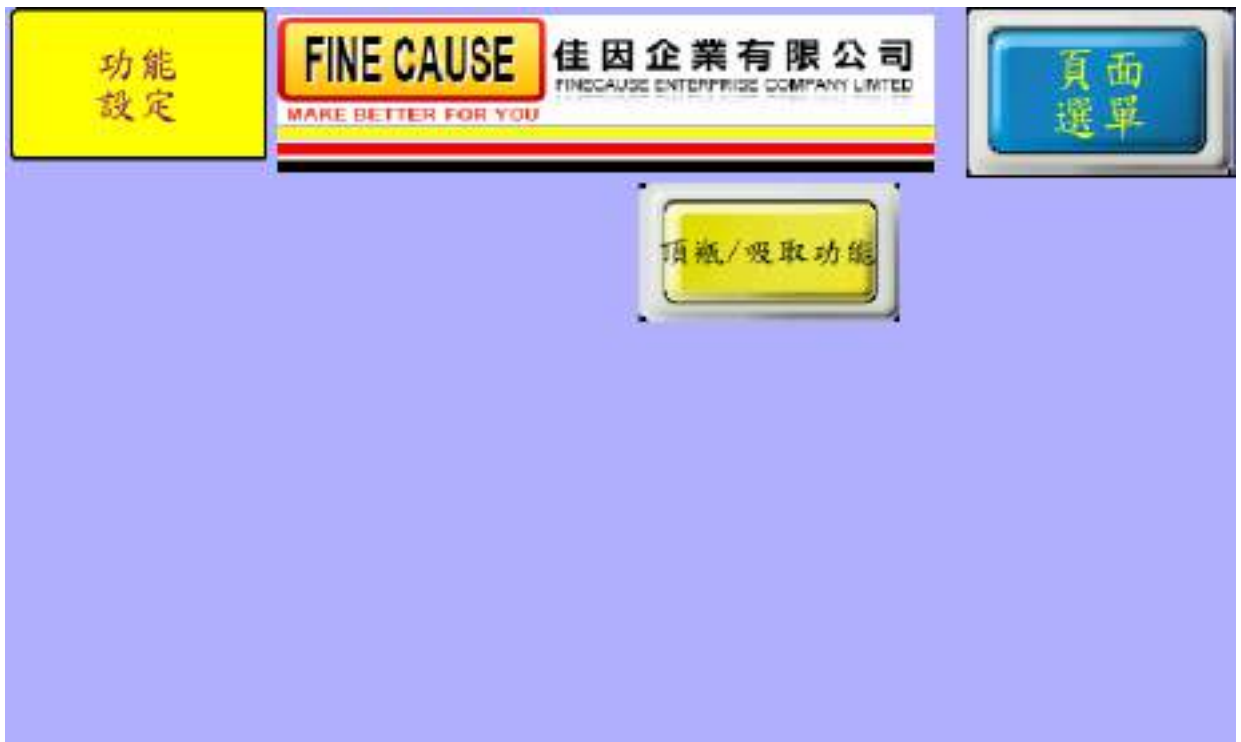 功能
設定
FINE CAUSE
MAKE BETTER FOR YOU
佳因企業有限公司
FINECAUSE ENTERPRISE COMPANY LIMTED
頁面
選單
頂瓶/吸取功能